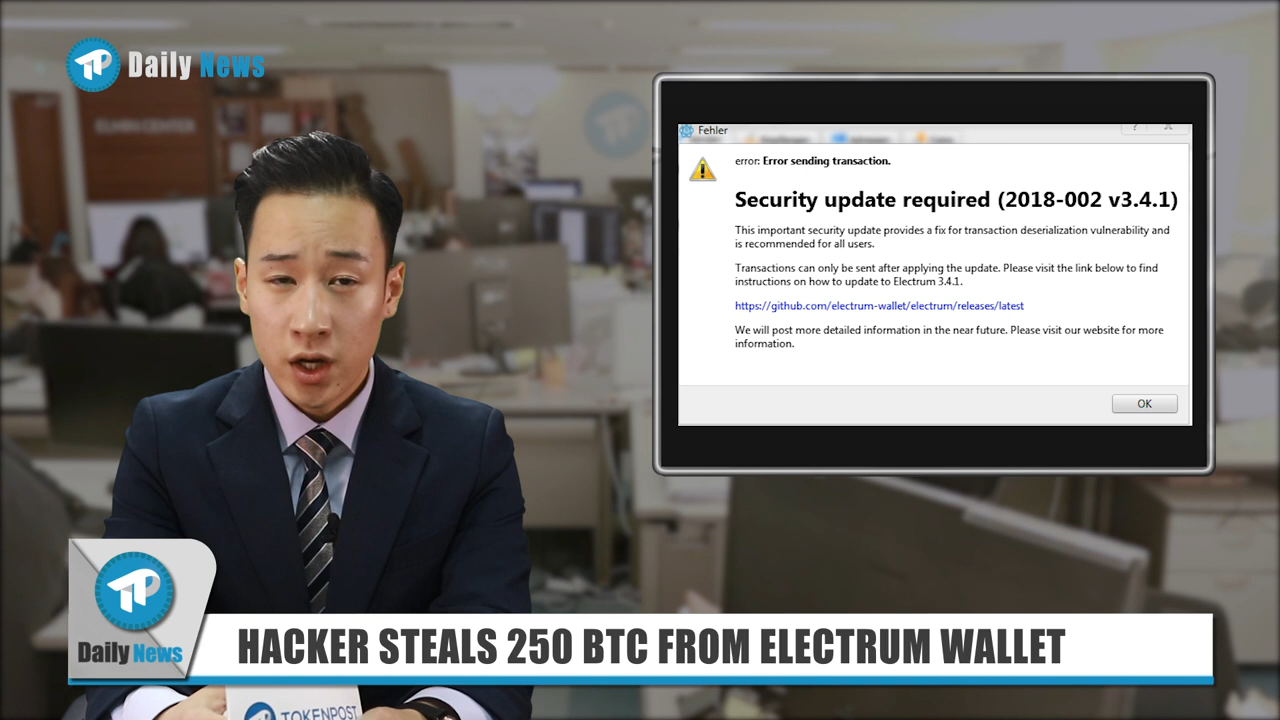 Daily News
ELMIN CENTER
Fehler
error: Error sending transaction.
Security update required (2018-002 v3.4.1)
This important security update provides a fix for transaction deserialization vulnerability and
is recommended for all users.
Transactions can only be sent after applying the update. Please visit the link below to find
instructions on how to update to Electrum 3.4.1.
https://github.com/electrum-wallet/electrum/releases/latest
We will post more detailed information in the near future. Please visit our website for more
information.
OK
Daily News
HACKER STEALS 250 BTC FROM ELECTRUM WALLET
TOKENPOST